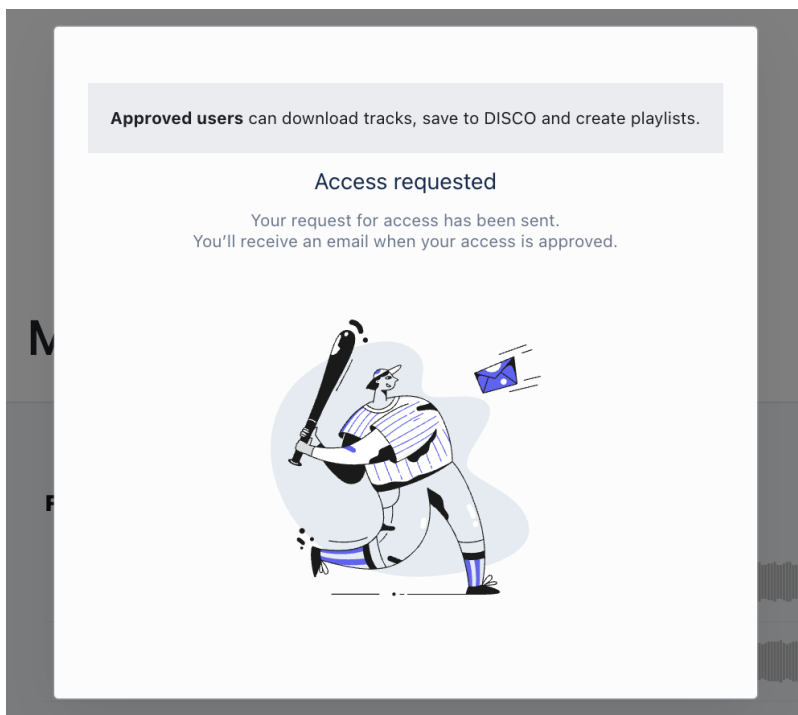 Approved users can download tracks, save to DISCO and create playlists.
Access requested
Your request for access has been sent.
You’ll receive an email when your access is approved.
M
F